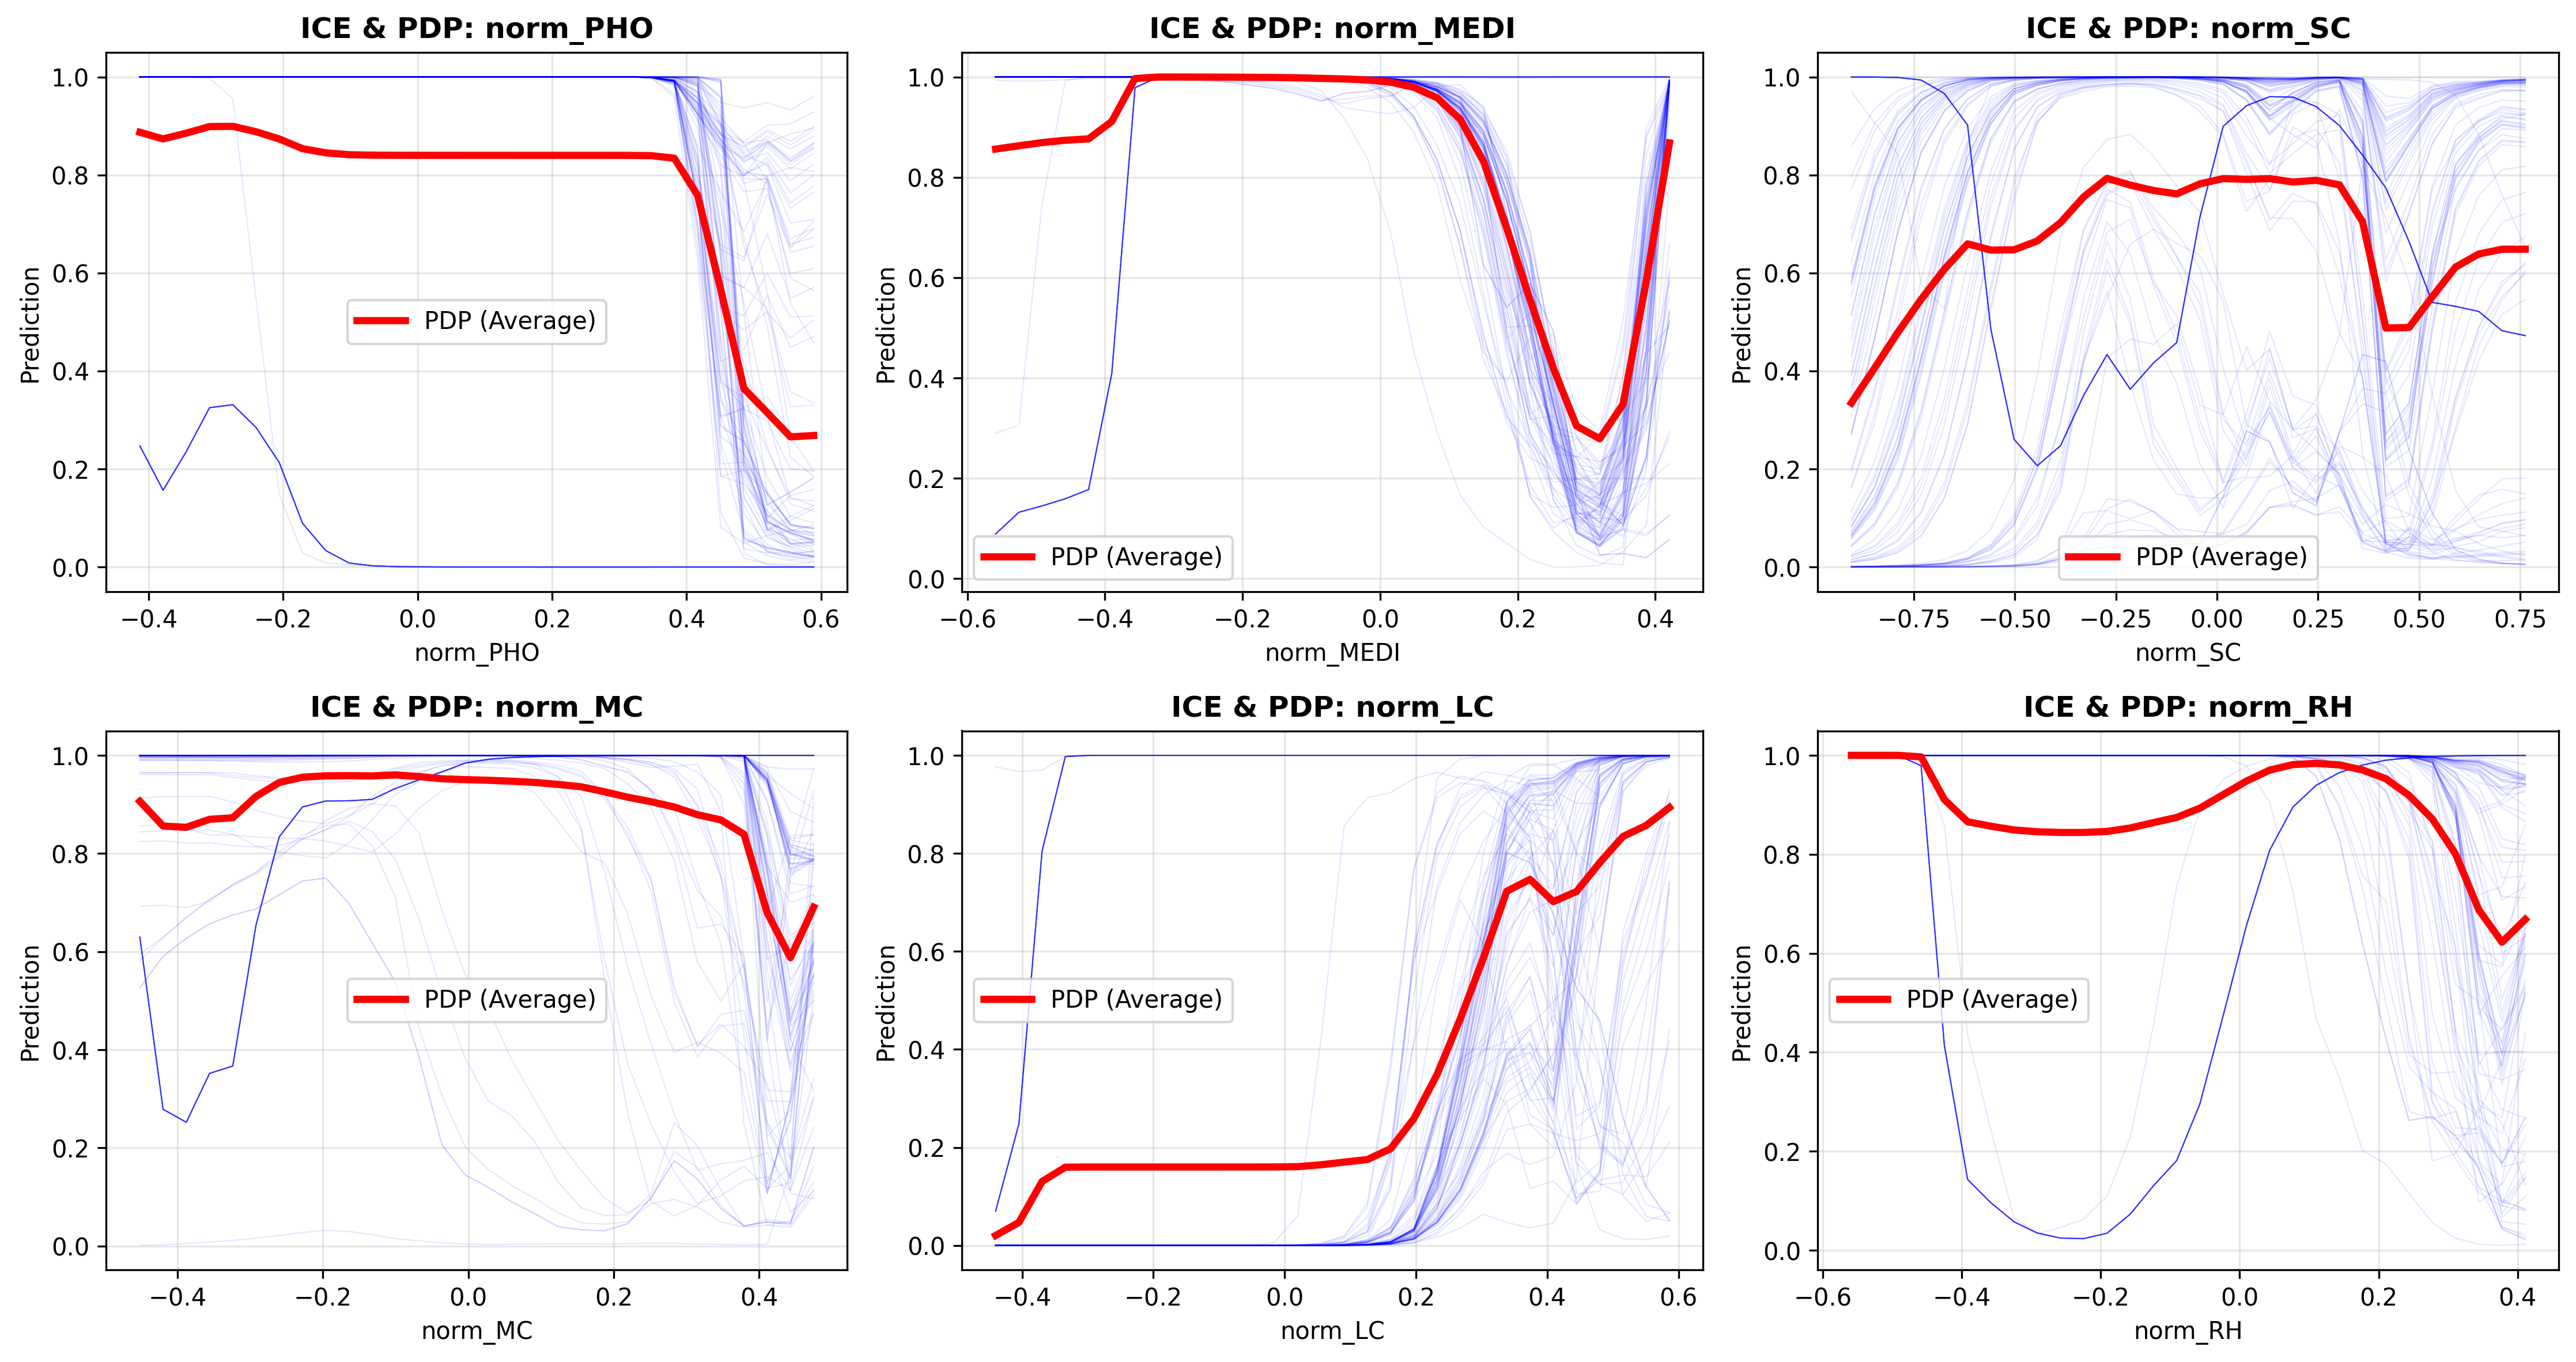 ICE & PDP: norm_PHO
1.0
0.8
0.6
0.4
0.2
0.0
Prediction
PDP (Average)
−0.4 −0.2 0.0 0.2 0.4 0.6
norm_PHO
ICE & PDP: norm_MEDI
1.0
0.8
0.6
0.4
0.2
0.0
Prediction
PDP (Average)
−0.6 −0.4 −0.2 0.0 0.2 0.4
norm_MEDI
ICE & PDP: norm_SC
1.0
0.8
0.6
0.4
0.2
0.0
Prediction
PDP (Average)
−0.75 −0.50 −0.25 0.00 0.25 0.50 0.75
norm_SC
ICE & PDP: norm_MC
1.0
0.8
0.6
0.4
0.2
0.0
Prediction
PDP (Average)
−0.4 −0.2 0.0 0.2 0.4
norm_MC
ICE & PDP: norm_LC
1.0
0.8
0.6
0.4
0.2
0.0
Prediction
PDP (Average)
−0.4 −0.2 0.0 0.2 0.4 0.6
norm_LC
ICE & PDP: norm_RH
1.0
0.8
0.6
0.4
0.2
0.0
Prediction
PDP (Average)
−0.6 −0.4 −0.2 0.0 0.2 0.4
norm_RH